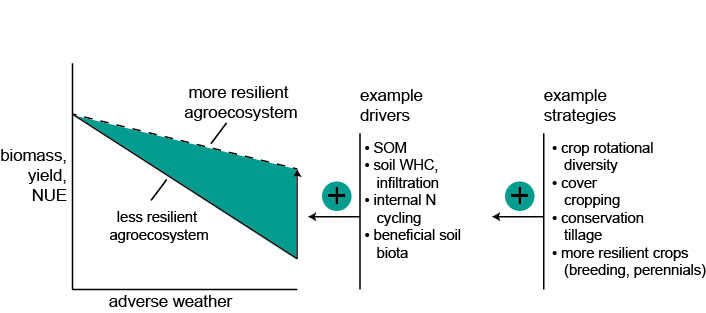 more resilient
agroecosystem
biomass,
yield,
NUE
less resilient
agroecosystem
adverse weather
example
drivers
• SOM
• soil WHC,
infiltration
• internal N
cycling
• beneficial soil
biota
+
example
strategies
• crop rotational
diversity
• cover
cropping
• conservation
tillage
• more resilient crops
(breeding, perennials)
+